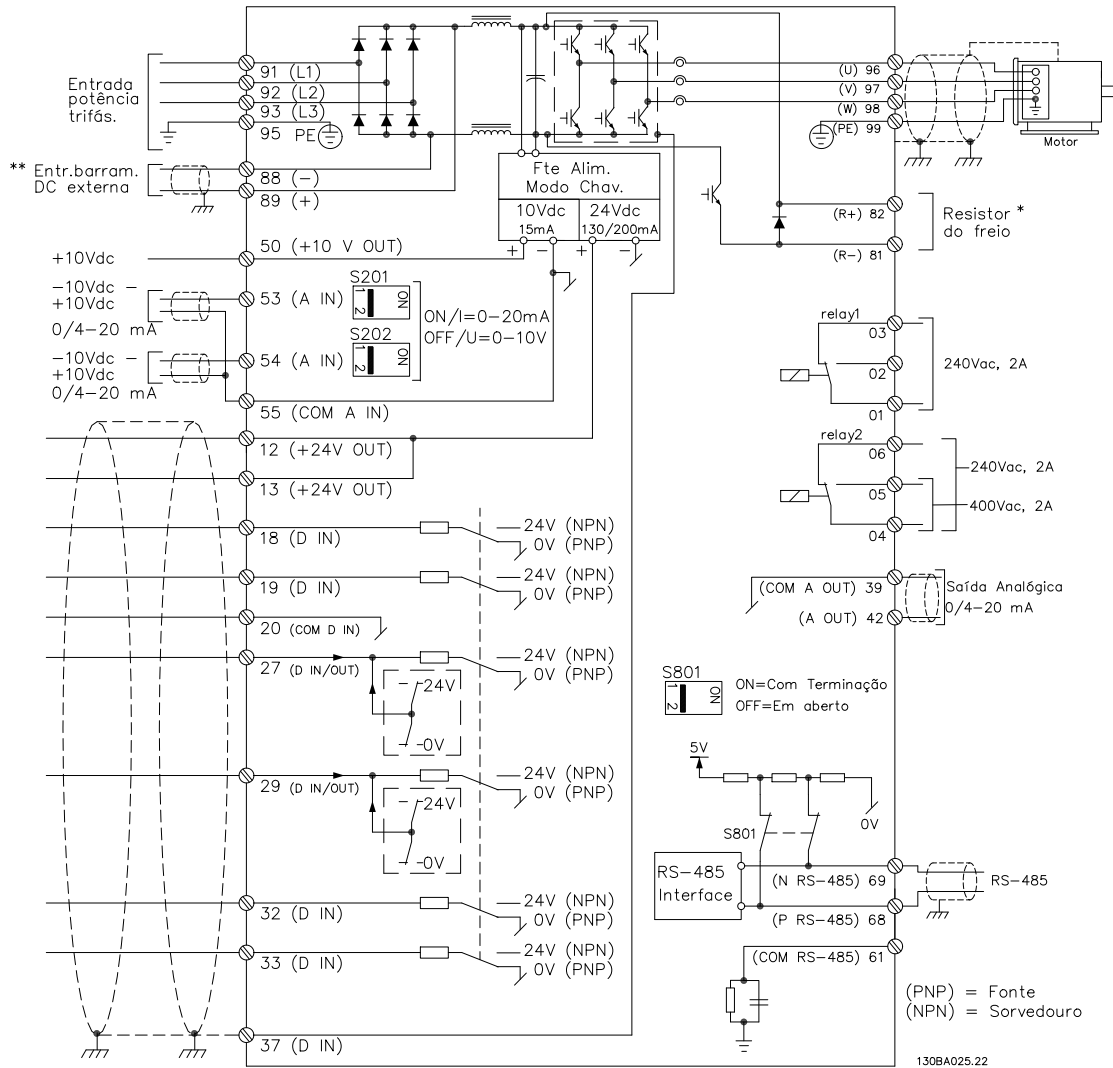 Entrada
potência
trifás.
91 (L1)
92 (L2)
93 (L3)
95 PE
** Entr.barram.
DC externa
88 (-)
89 (+)
Fte Alim.
Modo Chav.
10Vdc
15mA
24Vdc
130/200mA
+ - + -
+10Vdc
50 (+10 V OUT)
-10Vdc -
+10Vdc
0/4-20 mA
53 (A IN)
S201
1 2
ON
ON/I=0-20mA
OFF/U=0-10V
-10Vdc -
+10Vdc
0/4-20 mA
54 (A IN)
S202
1 2
ON
55 (COM A IN)
12 (+24V OUT)
13 (+24V OUT)
18 (D IN)
24V (NPN)
0V (PNP)
19 (D IN)
24V (NPN)
0V (PNP)
20 (COM D IN)
27 (D IN/OUT)
24V (NPN)
0V (PNP)
24V
0V
29 (D IN/OUT)
24V (NPN)
0V (PNP)
24V
0V
32 (D IN)
24V (NPN)
0V (PNP)
33 (D IN)
24V (NPN)
0V (PNP)
37 (D IN)
(U) 96
(V) 97
(W) 98
(PE) 99
Motor
(R+) 82
(R-) 81
Resistor *
do freio
relay1
03
02
01
240Vac, 2A
relay2
06
05
04
240Vac, 2A
400Vac, 2A
(COM A OUT) 39
(A OUT) 42
Saída Analógica
0/4-20 mA
S801
1 2
ON
ON=Com Terminação
OFF=Em aberto
5V
0V
S801
RS-485
Interface
(N RS-485) 69
(P RS-485) 68
RS-485
(COM RS-485) 61
(PNP) = Fonte
(NPN) = Sorvedouro
130BA025.22